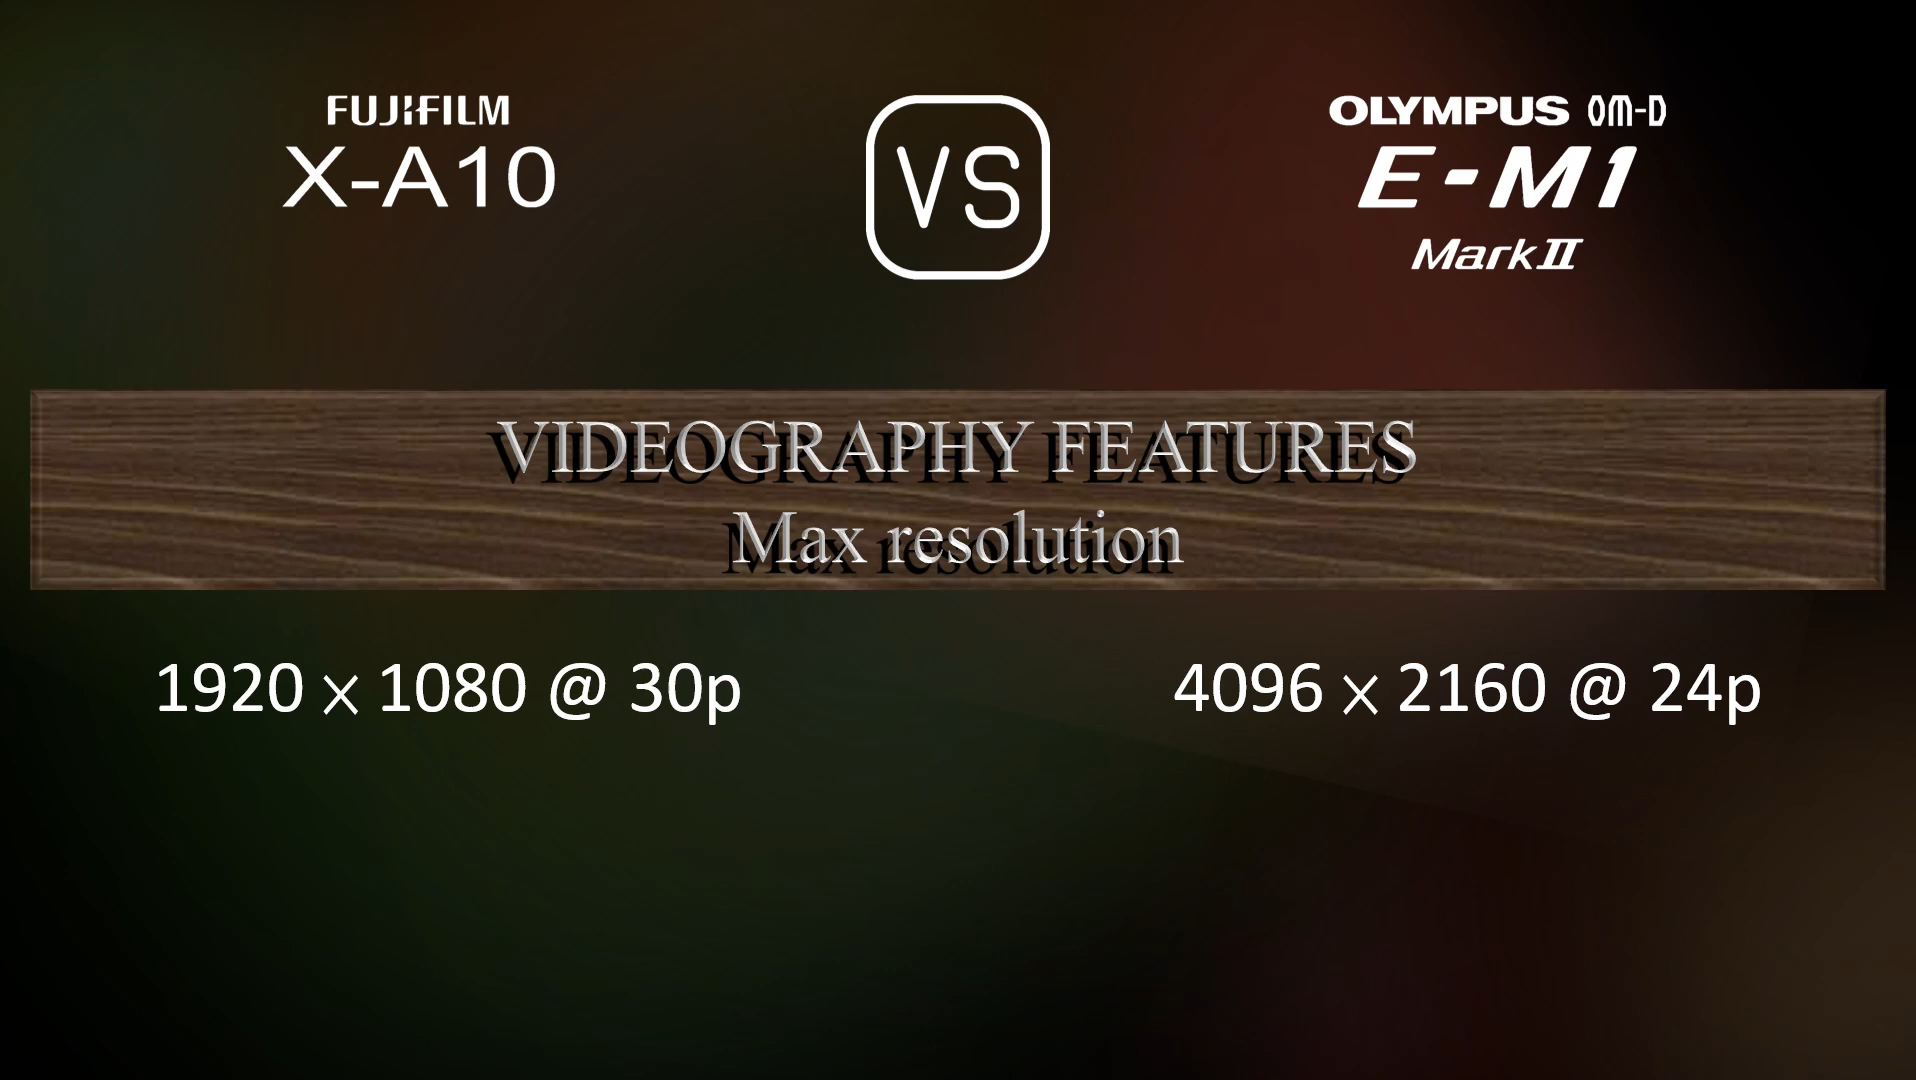 FUJIFILM
X-A10
VS
OLYMPUS OM-D
E-M1
Mark II
VIDEOGRAPHY FEATURES
Max resolution
1920 x 1080 @ 30p
4096 x 2160 @ 24p